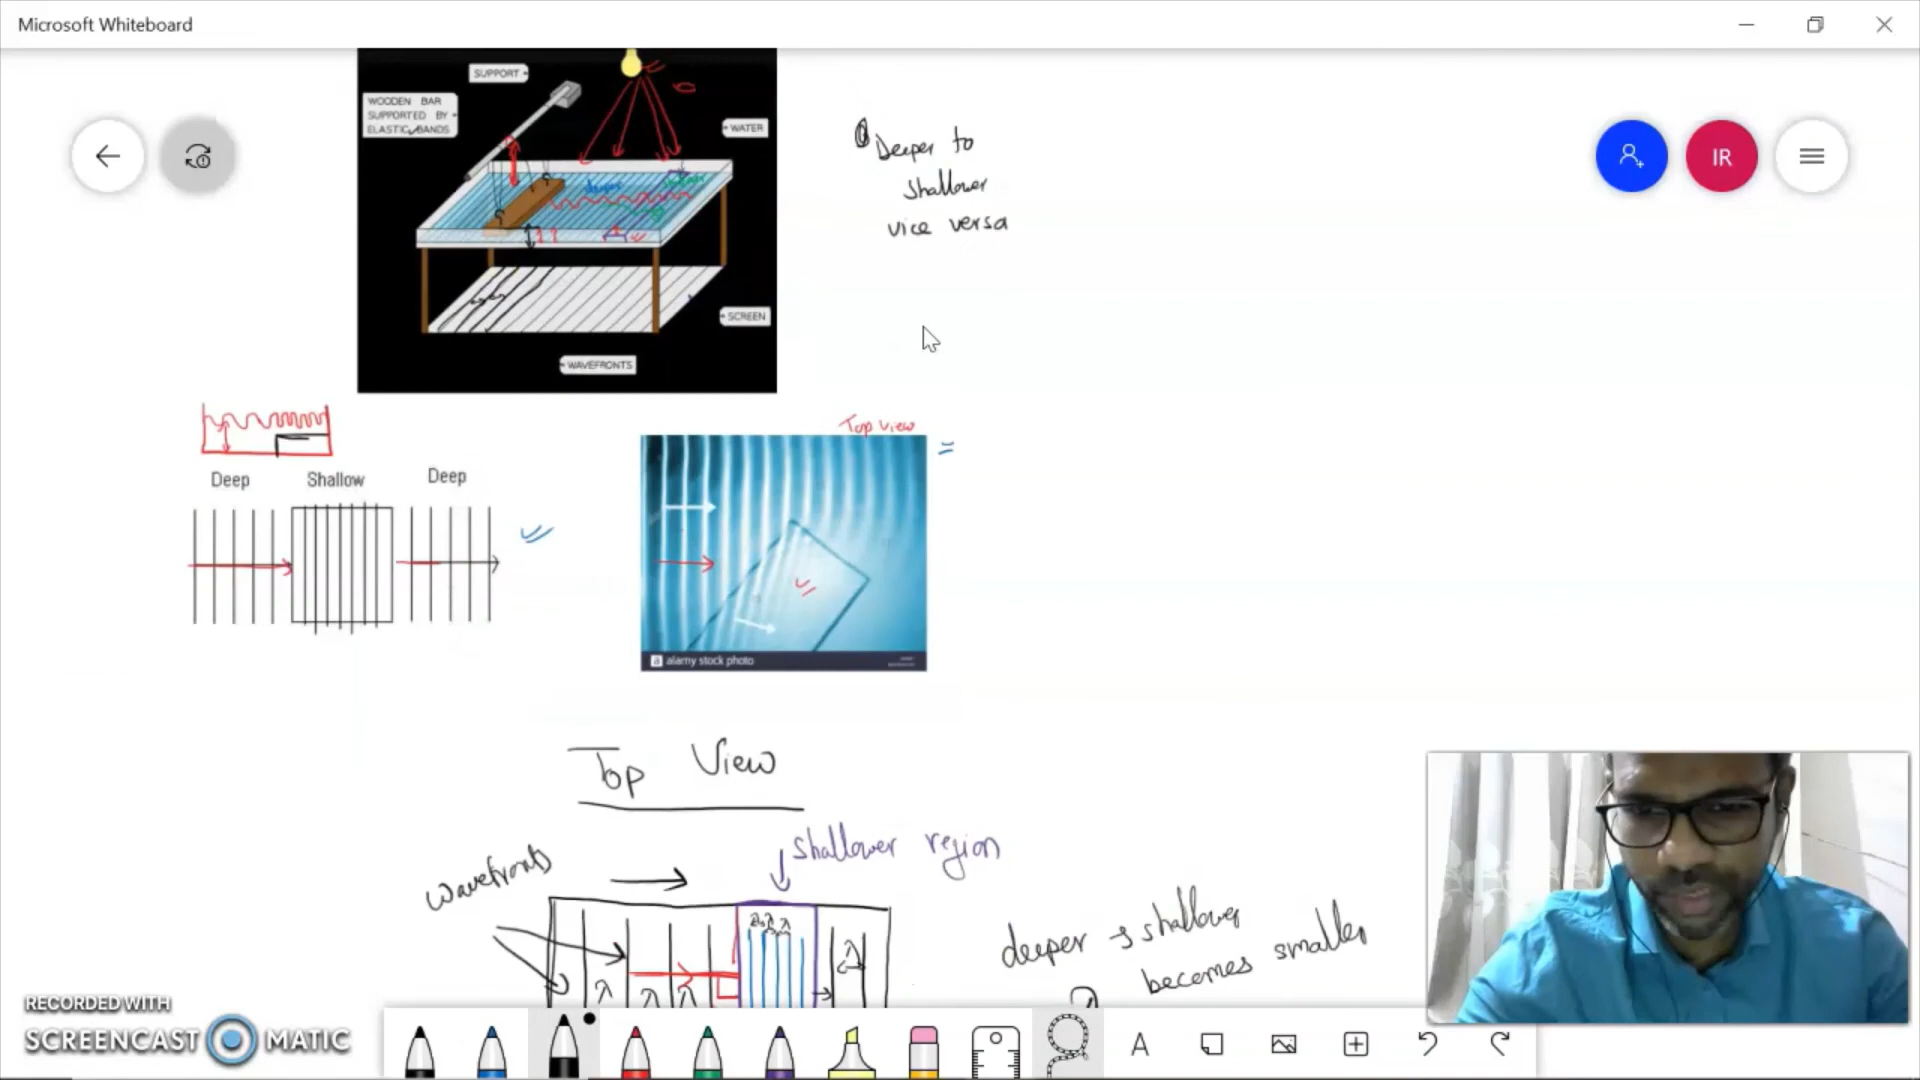 Microsoft Whiteboard
SUPPORT
WOODEN BAR
SUPPORTED BY
ELASTIC BANDS
WATER
deeper
SCREEN
WAVEFRONTS
Deeper to
shallower
vice versa
IR
Top view
Deep
Shallow
Deep
a alamy stock photo
Top View
shallower region
wavefronts
λ λ λ
λ
λ λ λ
deeper → shallower
becomes smaller
λ
RECORDED WITH
SCREENCAST MATIC
A